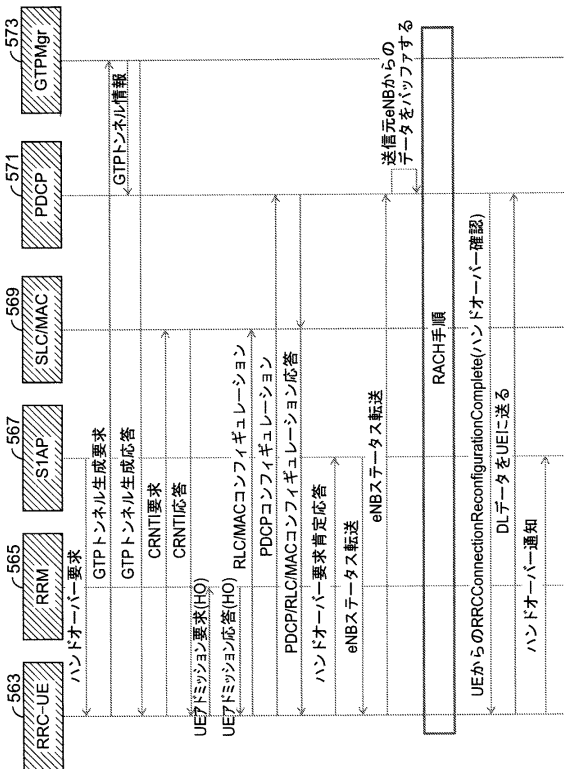 563
RRC-UE
565
RRM
567
S1AP
569
SLC/MAC
571
PDCP
573
GTPMgr
ハンドオーバー要求
GTPトンネル生成要求
GTPトンネル情報
GTPトンネル生成応答
CRNTI要求
CRNTI応答
UEアドミッション要求(HO)
UEアドミッション応答(HO)
RLC/MACコンフィギュレーション
PDCPコンフィギュレーション
PDCP/RLC/MACコンフィギュレーション応答
ハンドオーバー要求肯定応答
eNBステータス転送
eNBステータス転送
送信元eNBからの
データをバッファする
RACH手順
UEからのRRCConnectionReconfigurationComplete(ハンドオーバー確認)
DLデータをUEに送る
ハンドオーバー通知